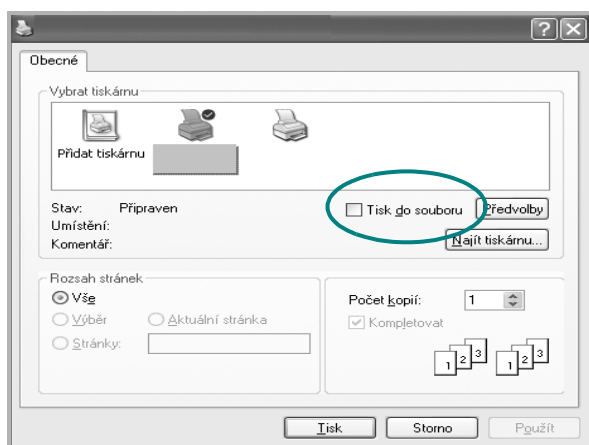 Obecné
Vybrat tiskárnu
Přidat tiskárnu
Stav: Připraven
Umístění:
Komentář:
Tisk do souboru
Předvolby
Najít tiskárnu...
Rozsah stránek
Vše
Výběr Aktuální stránka
Stránky:
Počet kopií: 1
Kompletovat
1 2 3 1 2 3
Tisk Storno Použít